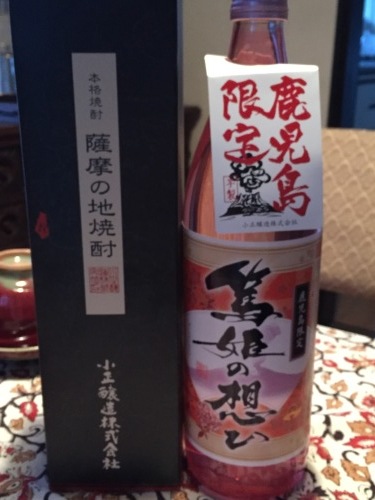 本格焼酎
薩摩の地焼酎
小正醸造株式会社
鹿児島
限定
小正醸造株式会社
鹿児島限定
篤姫の想ひ